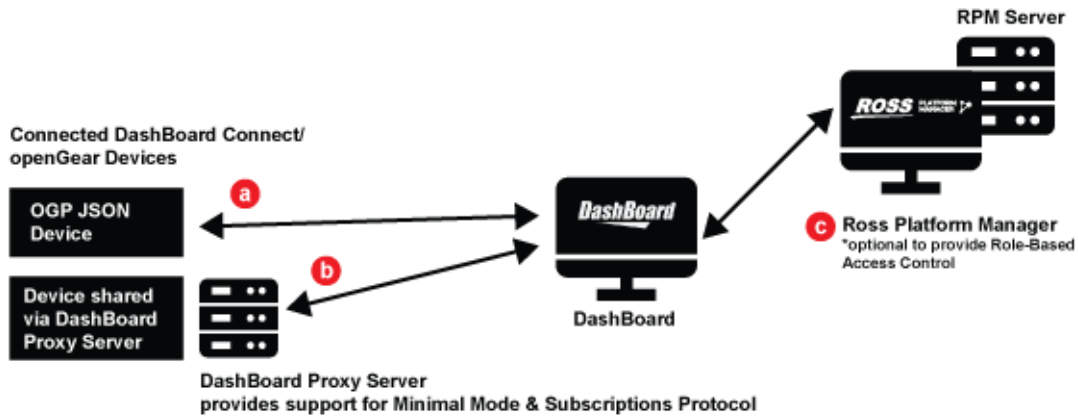 RPM Server
ROSS PLATFORM
MANAGER
Connected DashBoard Connect/
openGear Devices
a
OGP JSON
Device
DashBoard
c Ross Platform Manager
*optional to provide Role-Based
Access Control
b
Device shared
via DashBoard
Proxy Server
DashBoard
DashBoard Proxy Server
provides support for Minimal Mode & Subscriptions Protocol